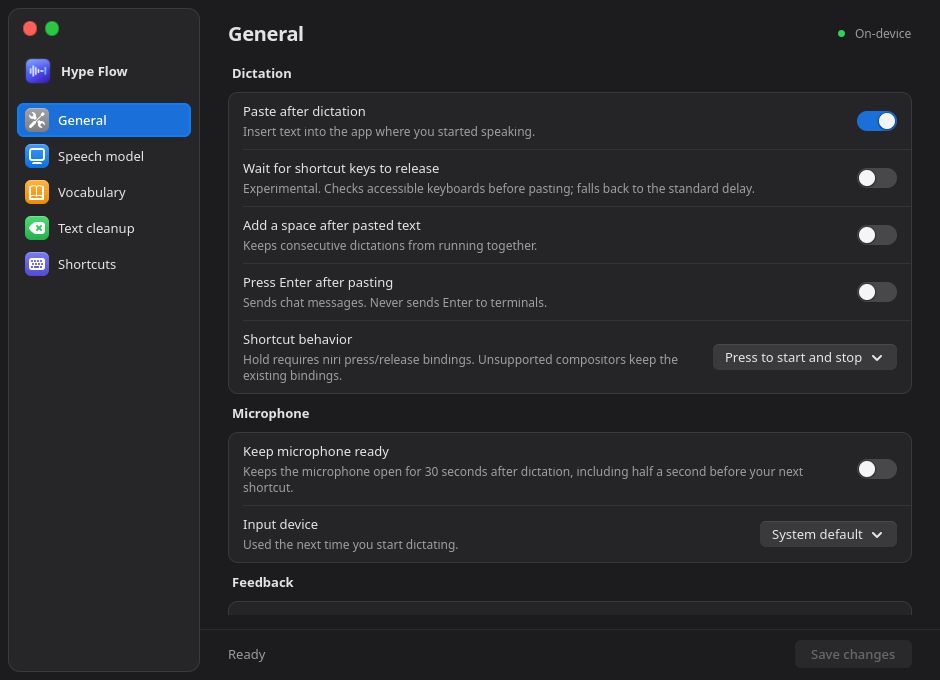 Hype Flow
General
Speech model
Vocabulary
Text cleanup
Shortcuts
General
On-device
Dictation
Paste after dictation
Insert text into the app where you started speaking.
Wait for shortcut keys to release
Experimental. Checks accessible keyboards before pasting; falls back to the standard delay.
Add a space after pasted text
Keeps consecutive dictations from running together.
Press Enter after pasting
Sends chat messages. Never sends Enter to terminals.
Shortcut behavior
Hold requires niri press/release bindings. Unsupported compositors keep the
existing bindings.
Press to start and stop
Microphone
Keep microphone ready
Keeps the microphone open for 30 seconds after dictation, including half a second before your next
shortcut.
Input device
Used the next time you start dictating.
System default
Feedback
Ready
Save changes